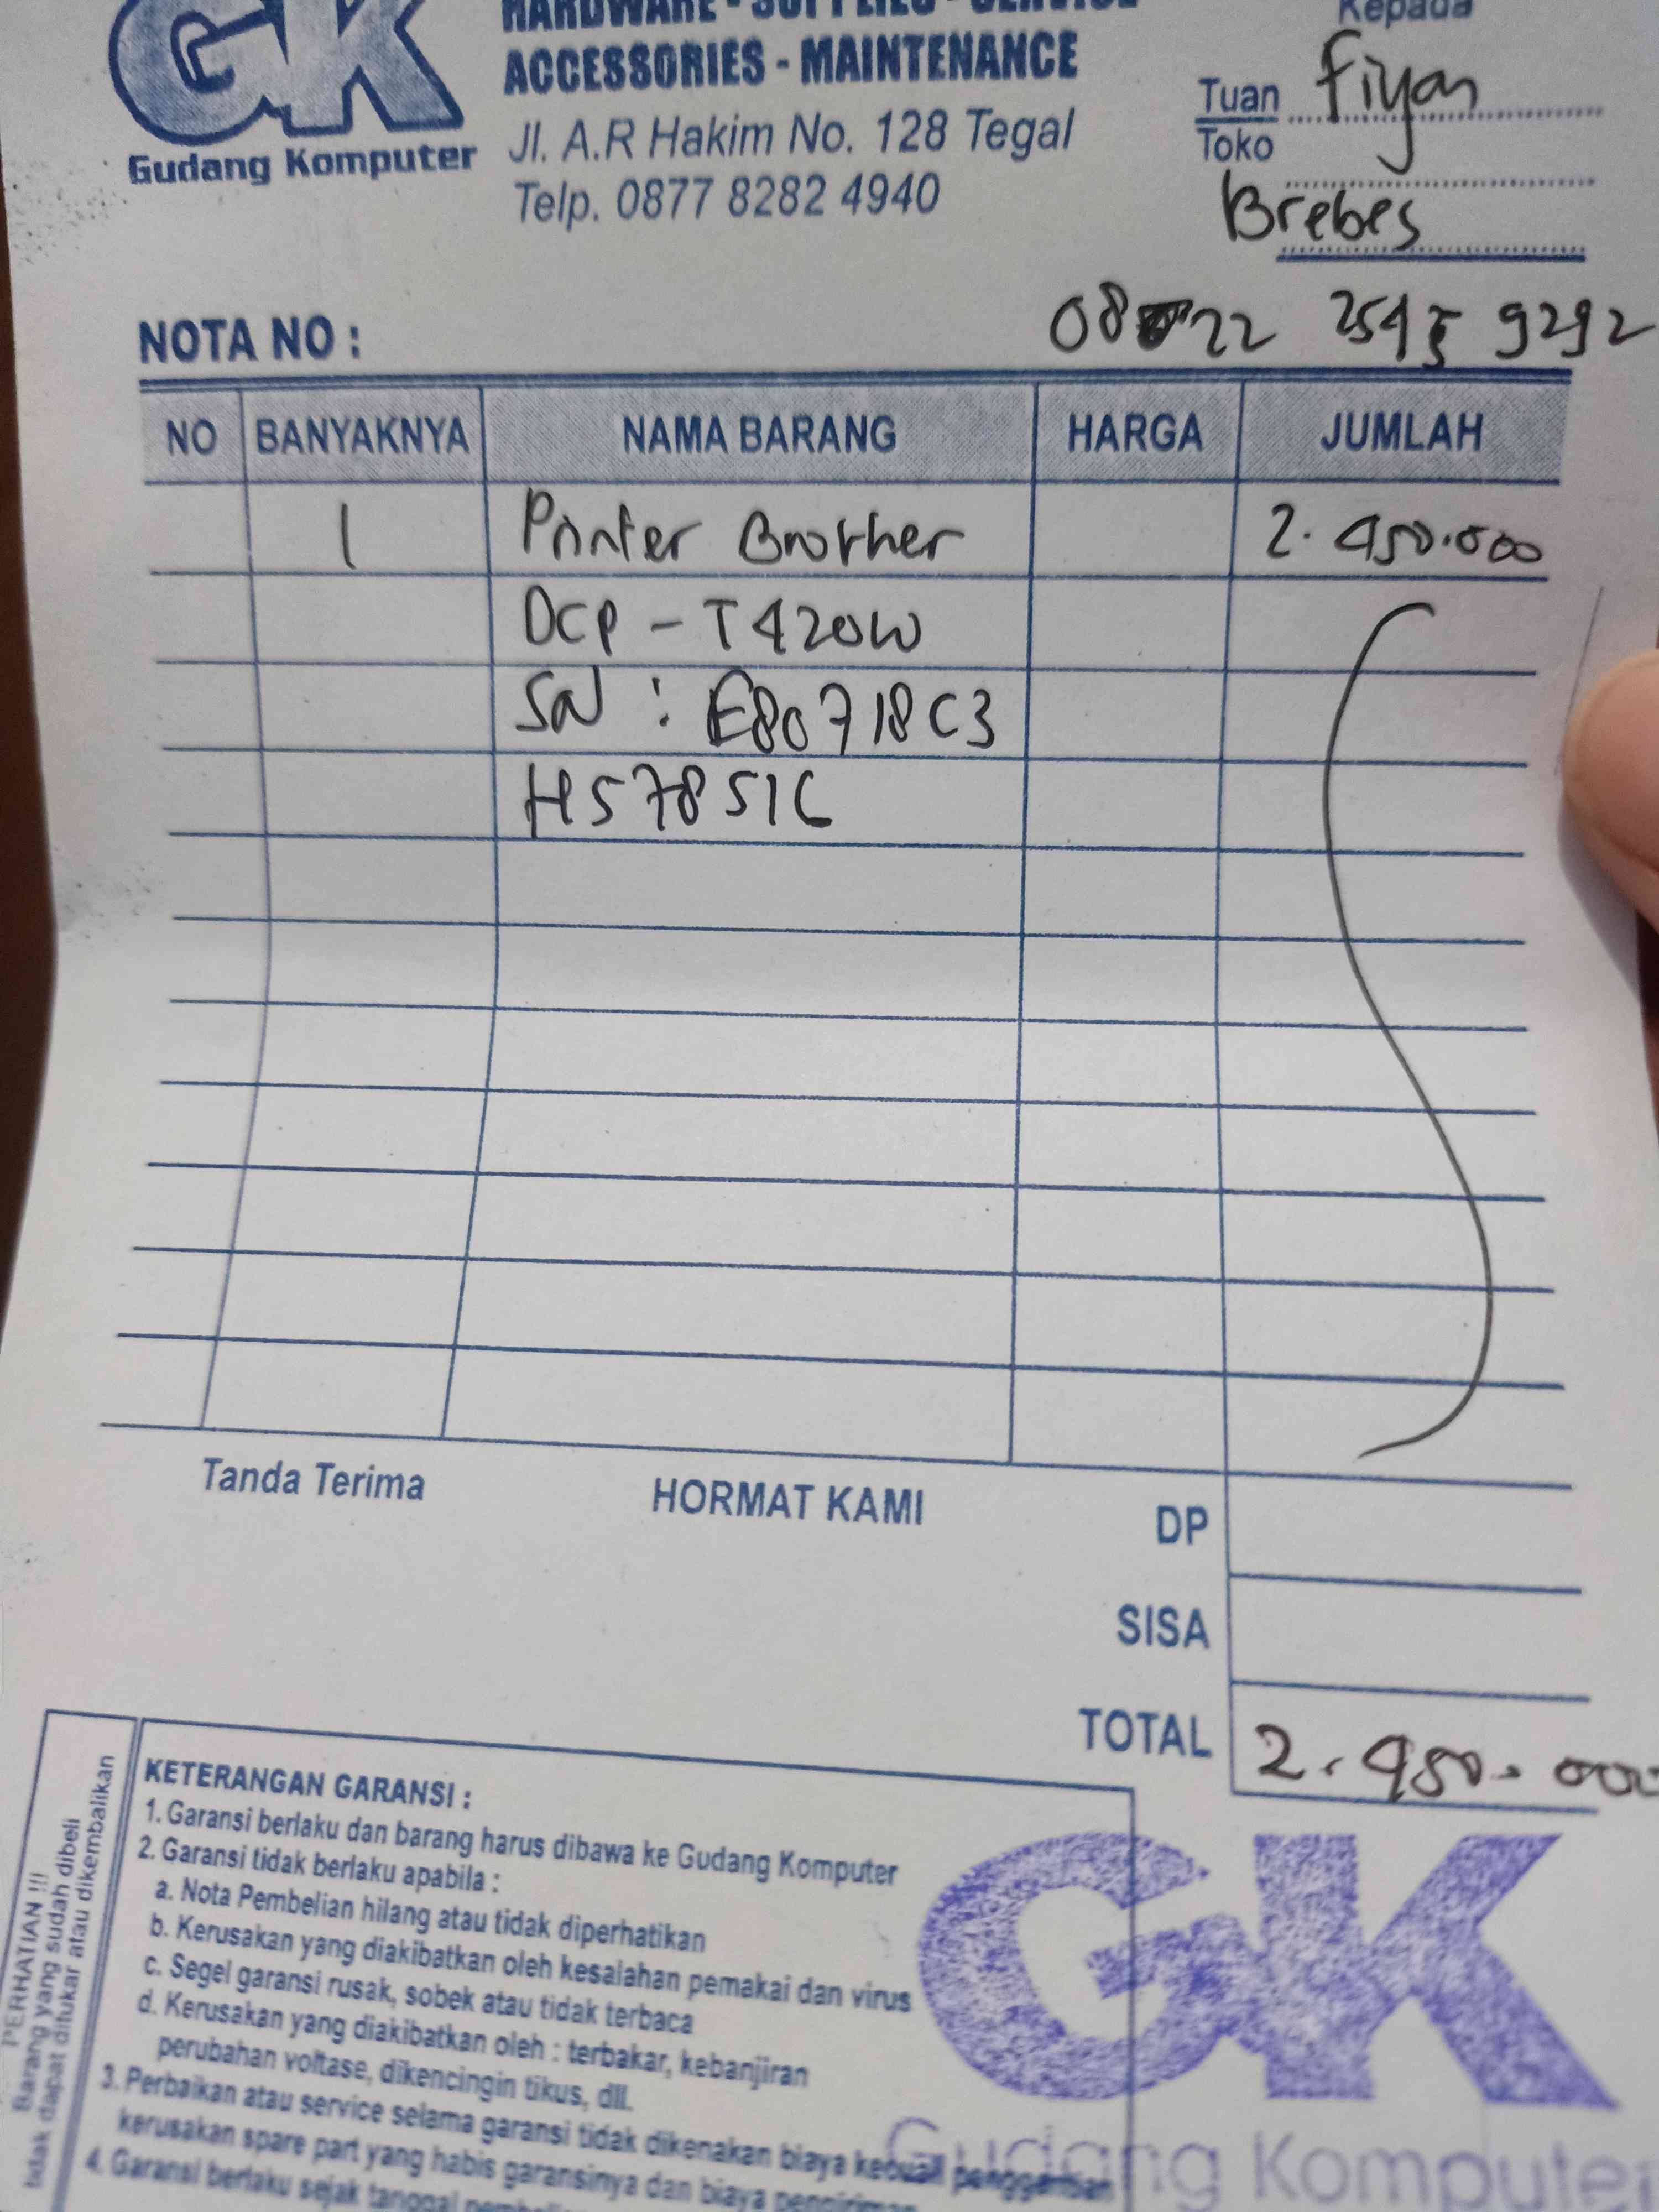 GK
HARDWARE - SUPPLIES - SERVICE
ACCESSORIES - MAINTENANCE
Gudang Komputer
Jl. A.R Hakim No. 128 Tegal
Telp. 0877 8282 4940
Kepada
Tuan Fiyan
Toko
Brebes
NOTA NO :
NO BANYAKNYA NAMA BARANG HARGA JUMLAH
1 Printer Brother 2.450.000
DCP - T420W
SN : E80718C3
H578516
Tanda Terima HORMAT KAMI DP
SISA
TOTAL 2.450.000
PERHATIAN !!!
Barang yang sudah dibeli
tidak dapat ditukar atau dikembalikan
KETERANGAN GARANSI :
1. Garansi berlaku dan barang harus dibawa ke Gudang Komputer
2. Garansi tidak berlaku apabila :
a. Nota Pembelian hilang atau tidak diperhatikan
b. Kerusakan yang diakibatkan oleh kesalahan pemakai dan virus
c. Segel garansi rusak, sobek atau tidak terbaca
d. Kerusakan yang diakibatkan oleh : terbakar, kebanjiran
perubahan voltase, dikencingin tikus, dll.
3. Perbaikan atau service selama garansi tidak dikenakan biaya kecuali penggantian
kerusakan spare part yang habis garansinya dan biaya pengiriman
4. Garansi berlaku sejak tanggal
GK
Gudang Komputer